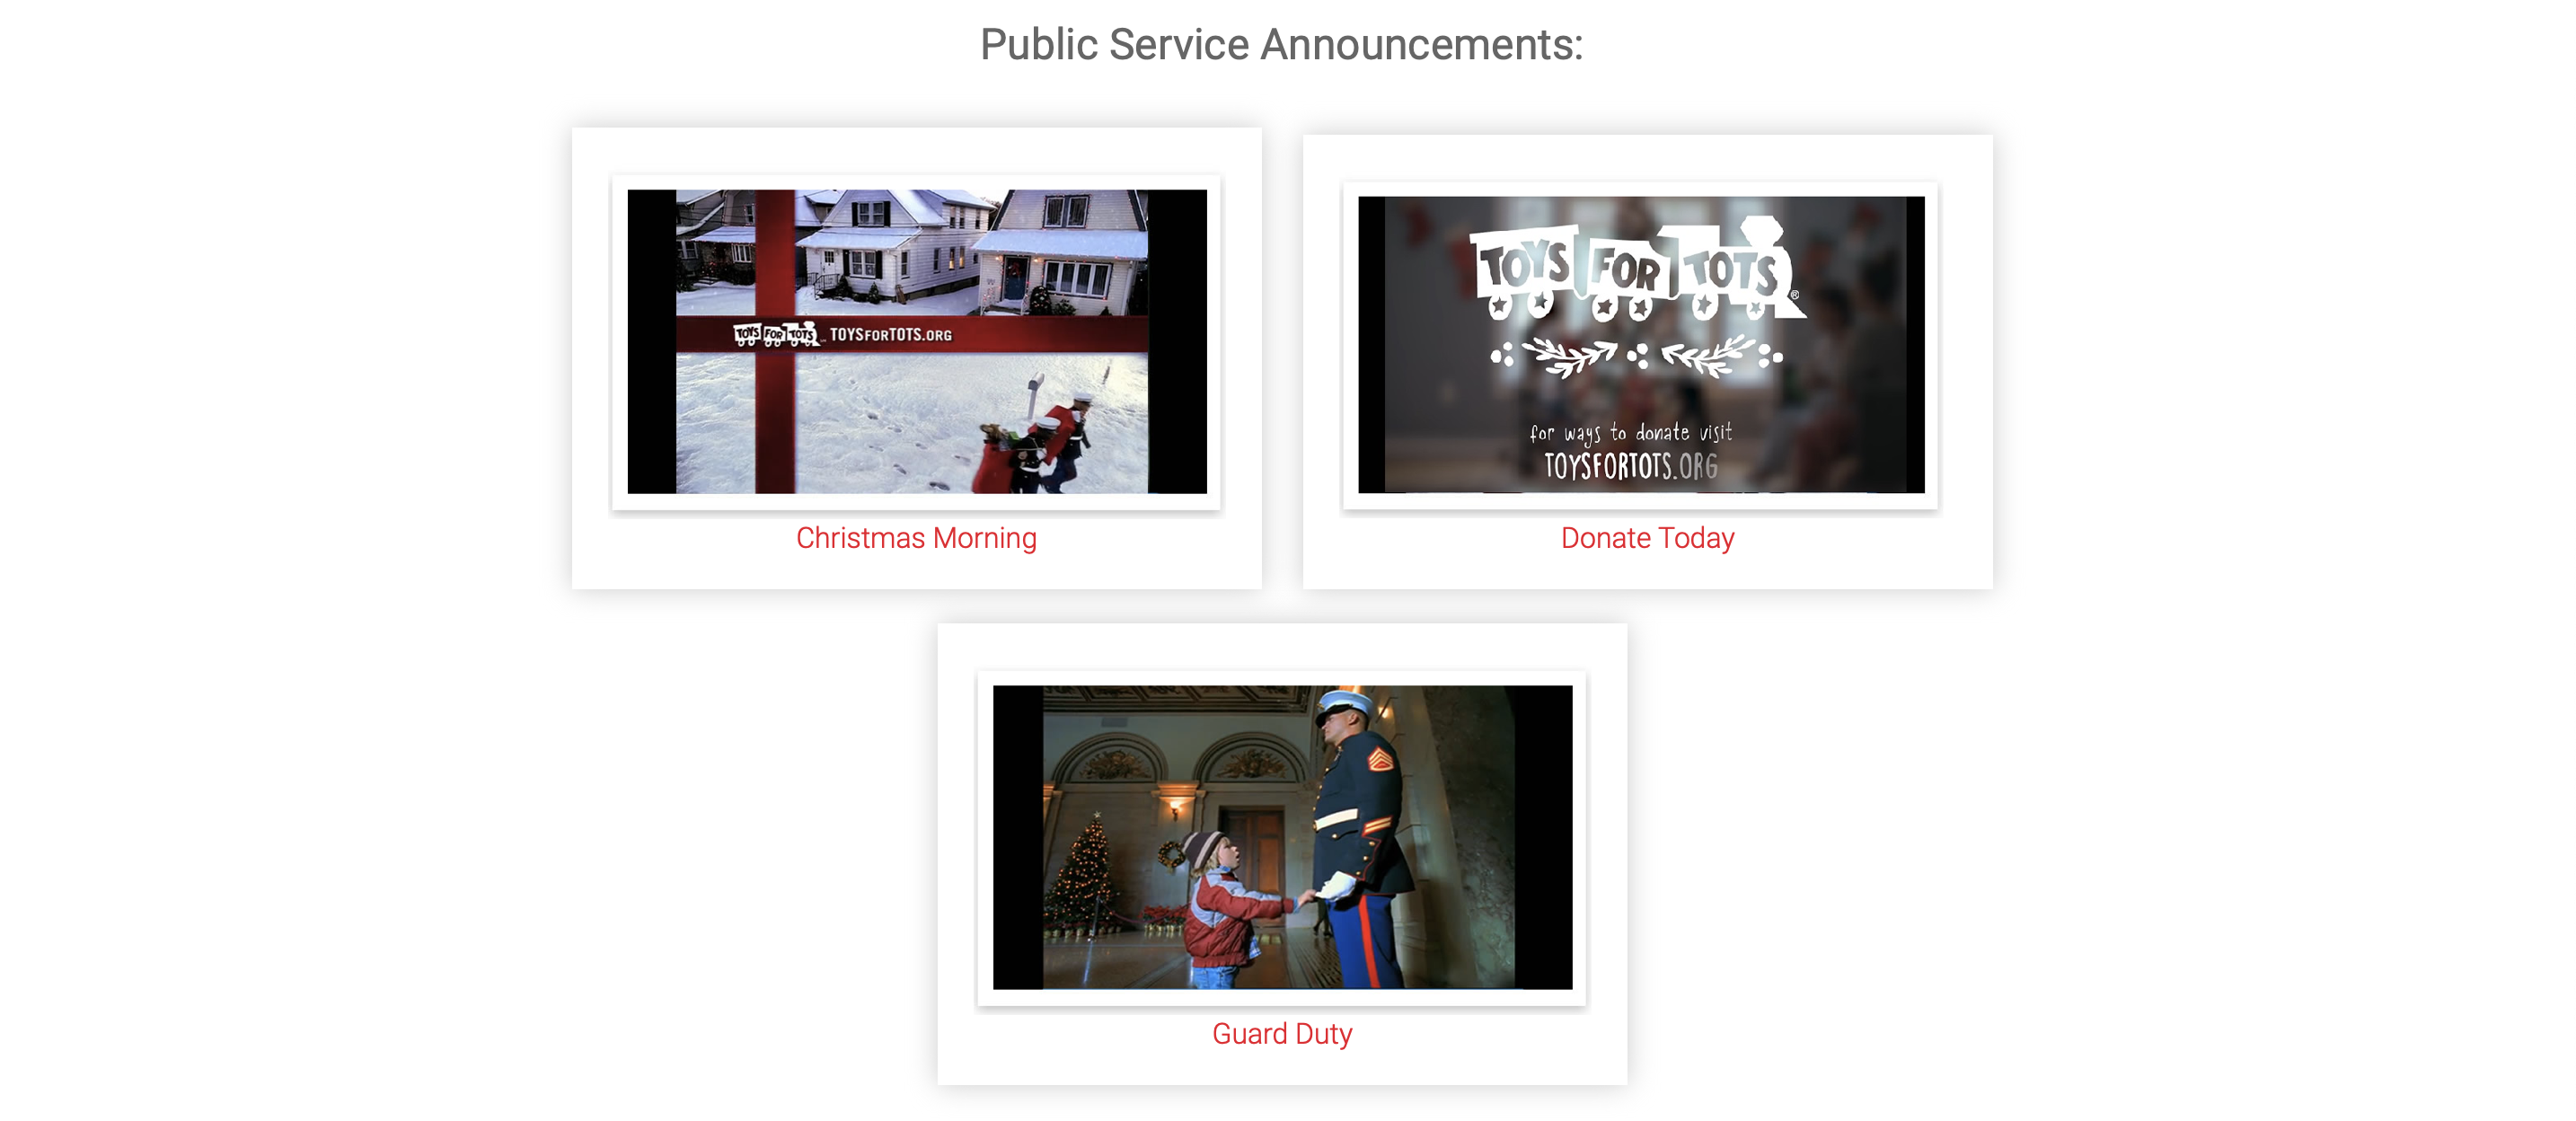 Public Service Announcements:
TOYS FOR TOTS TOYSFORTOTS.ORG
Christmas Morning
TOYS FOR TOTS®
for ways to donate visit
TOYSFORTOTS.ORG
Donate Today
Guard Duty